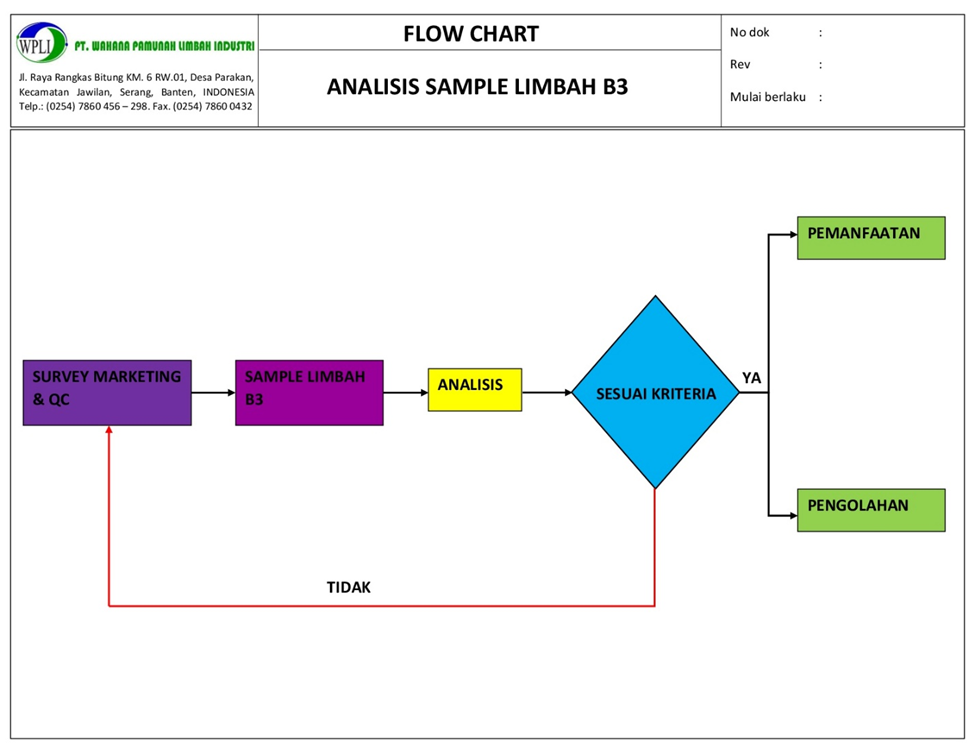 WPLI PT. WAHANA PAMUNAH LIMBAH INDUSTRI
Jl. Raya Rangkas Bitung KM. 6 RW.01, Desa Parakan,
Kecamatan Jawilan, Serang, Banten, INDONESIA
Telp.: (0254) 7860 456 – 298. Fax. (0254) 7860 0432
FLOW CHART
ANALISIS SAMPLE LIMBAH B3
No dok :
Rev :
Mulai berlaku :
PEMANFAATAN
SURVEY MARKETING
& QC
SAMPLE LIMBAH
B3
ANALISIS
SESUAI KRITERIA
YA
PENGOLAHAN
TIDAK